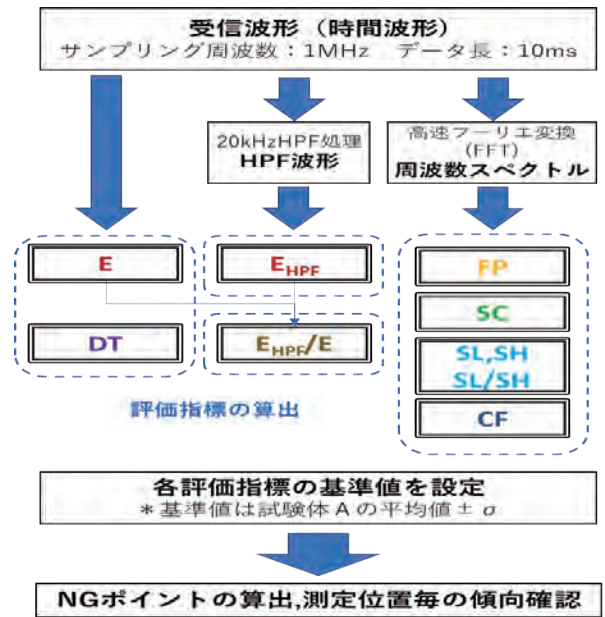 受信波形（時間波形）
サンプリング周波数：1MHz　データ長：10ms
20kHzHPF処理
HPF波形
高速フーリエ変換
(FFT)
周波数スペクトル
E
EHPF
FP
SC
DT
EHPF/E
SL,SH
SL/SH
CF
評価指標の算出
各評価指標の基準値を設定
＊基準値は試験体Aの平均値±σ
NGポイントの算出,測定位置毎の傾向確認